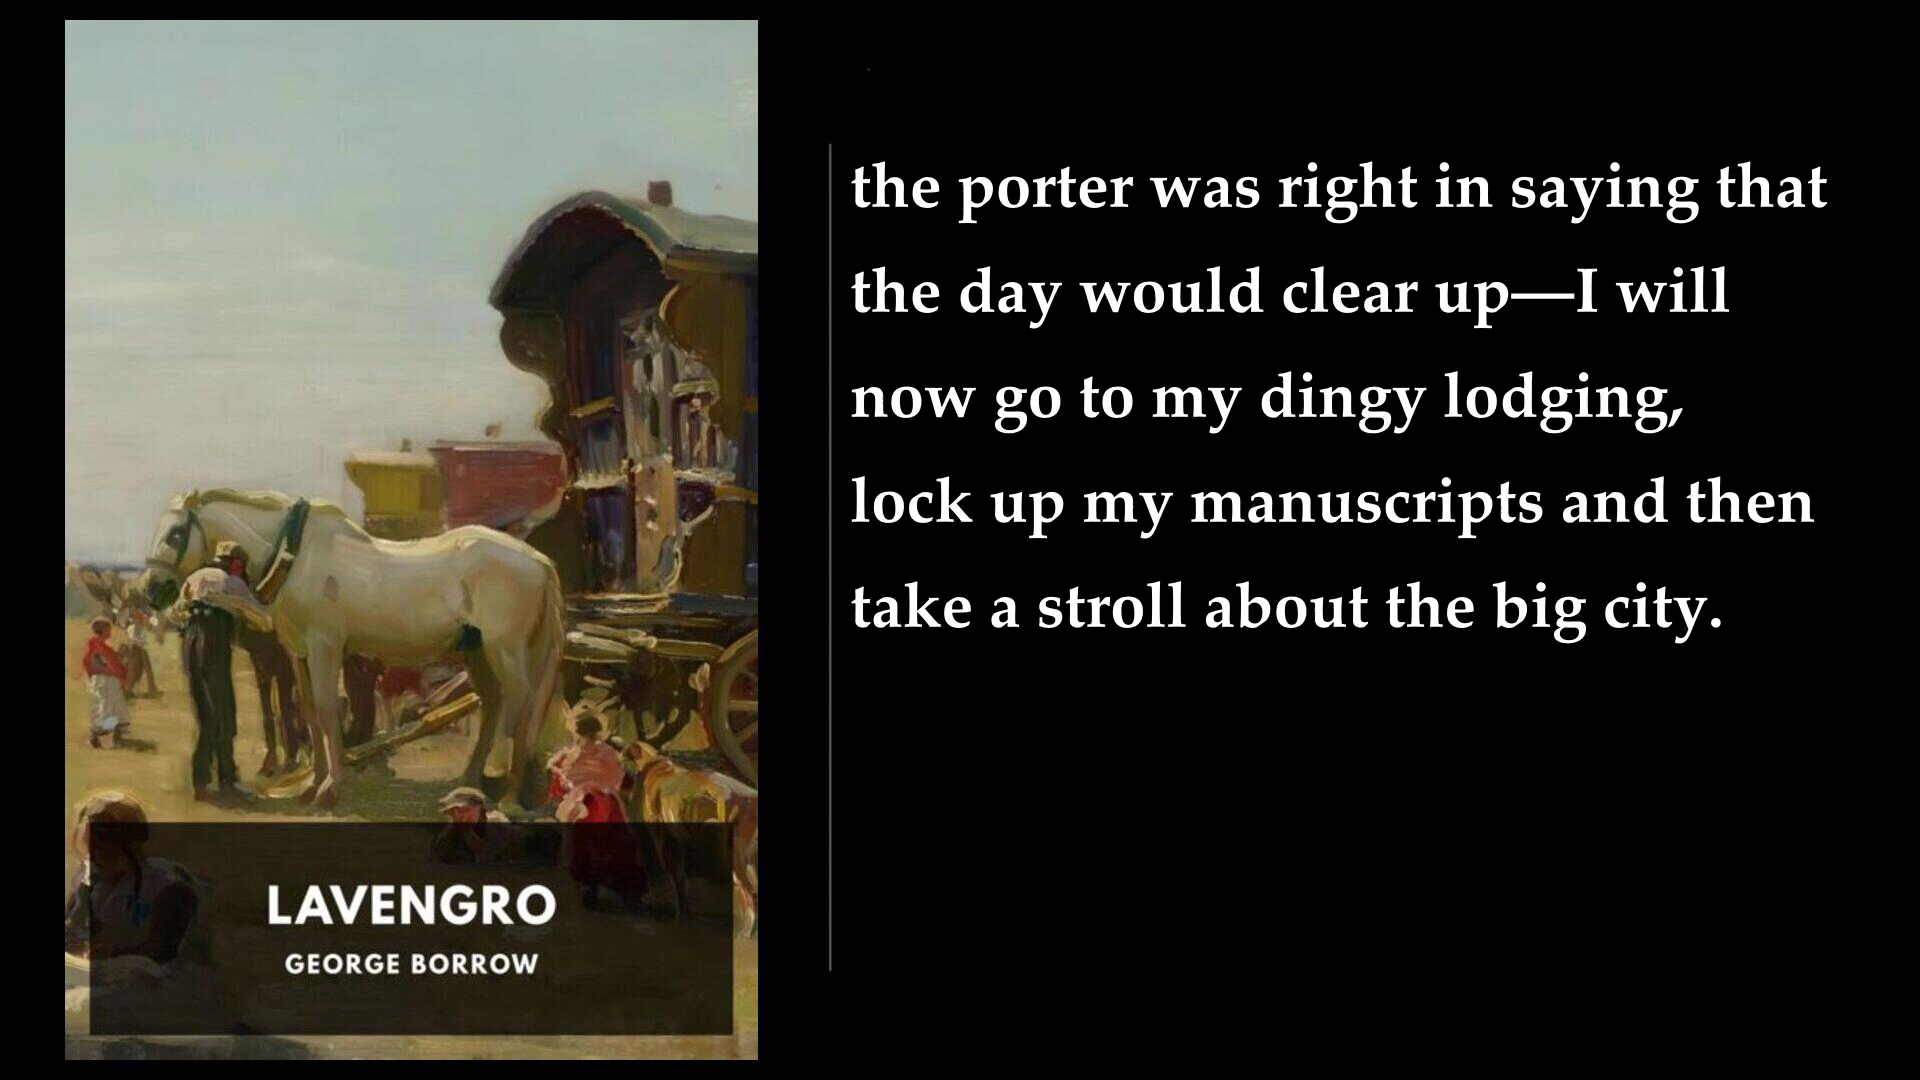 the porter was right in saying that
the day would clear up—I will
now go to my dingy lodging,
lock up my manuscripts and then
take a stroll about the big city.
LAVENGRO
GEORGE BORROW